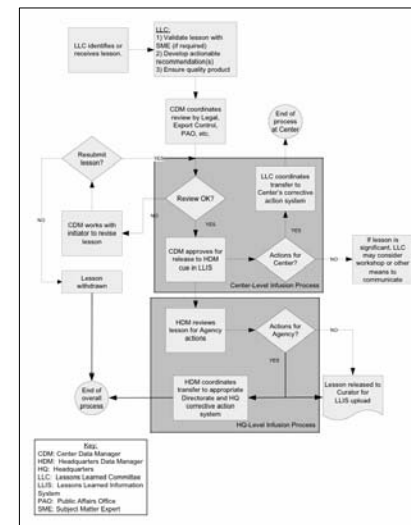 LLC identifies or
receives lesson.
LLC:
1) Validate lesson with
SME (if required)
2) Develop actionable
recommendation(s)
3) Ensure quality product
CDM coordinates
review by Legal,
Export Control,
PAO, etc.
End of
process
at Center
Resubmit
lesson?
YES
NO
Review OK?
NO
YES
LLC coordinates
transfer to
Center's corrective
action system
YES
CDM works with
initiator to revise
lesson
CDM approves for
release to HDM
cue in LLIS
Actions for
Center?
NO
If lesson is
significant, LLC
may consider
workshop or other
means to
communicate
Center-Level Infusion Process
Lesson
withdrawn
HDM reviews
lesson for Agency
actions
Actions for
Agency?
NO
YES
HDM coordinates
transfer to appropriate
Directorate and HQ
corrective action
system
HQ-Level Infusion Process
End of
overall
process
Lesson released to
Curator for
LLIS upload
Key:
CDM: Center Data Manager
HDM: Headquarters Data Manager
HQ: Headquarters
LLC: Lessons Learned Committee
LLIS: Lessons Learned Information
System
PAO: Public Affairs Office
SME: Subject Matter Expert